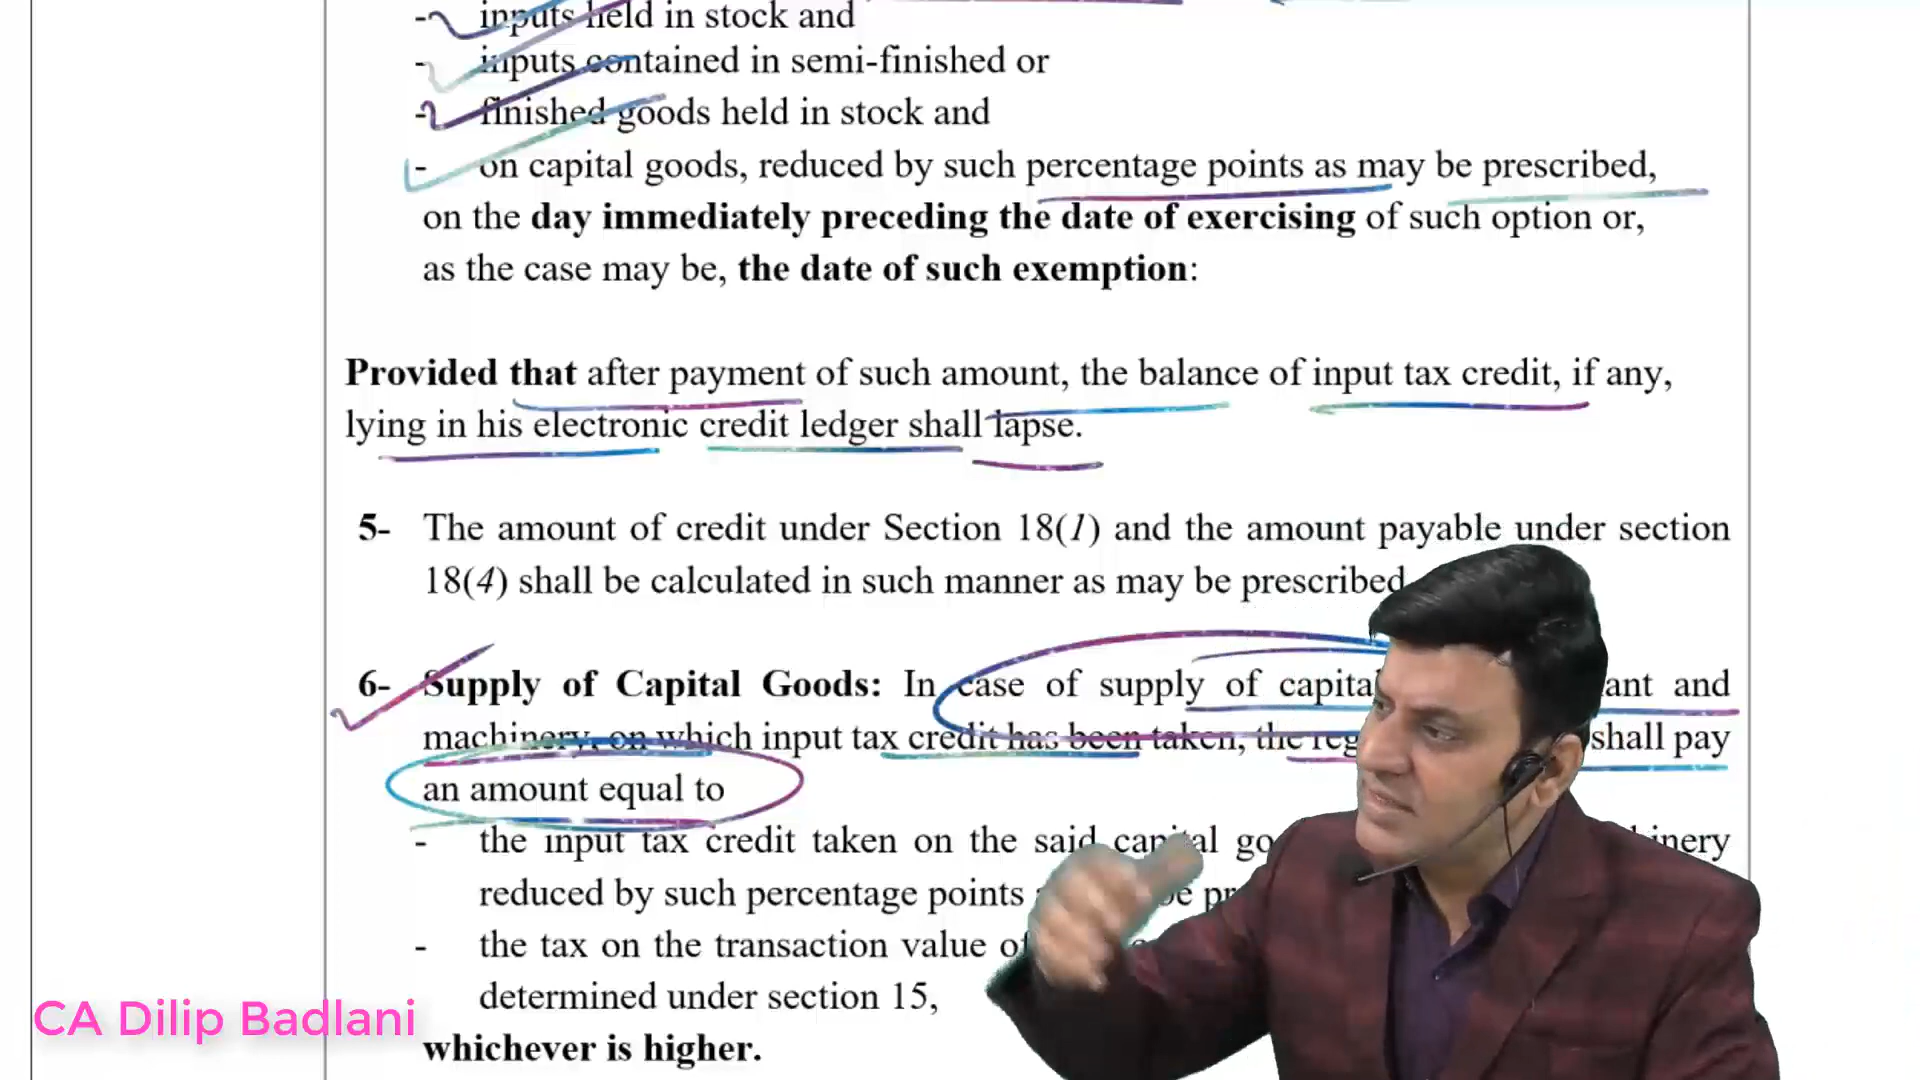 - inputs held in stock and
- inputs contained in semi-finished or
- finished goods held in stock and
- on capital goods, reduced by such percentage points as may be prescribed,
on the day immediately preceding the date of exercising of such option or,
as the case may be, the date of such exemption:
Provided that after payment of such amount, the balance of input tax credit, if any,
lying in his electronic credit ledger shall lapse.
5- The amount of credit under Section 18(1) and the amount payable under section
18(4) shall be calculated in such manner as may be prescribed
6- Supply of Capital Goods: In case of supply of capital and
machinery, on which input tax credit has been taken, the shall pay
an amount equal to
- the input tax credit taken on the said capital
reduced by such percentage points
- the tax on the transaction value of
determined under section 15,
whichever is higher.
CA Dilip Badlani